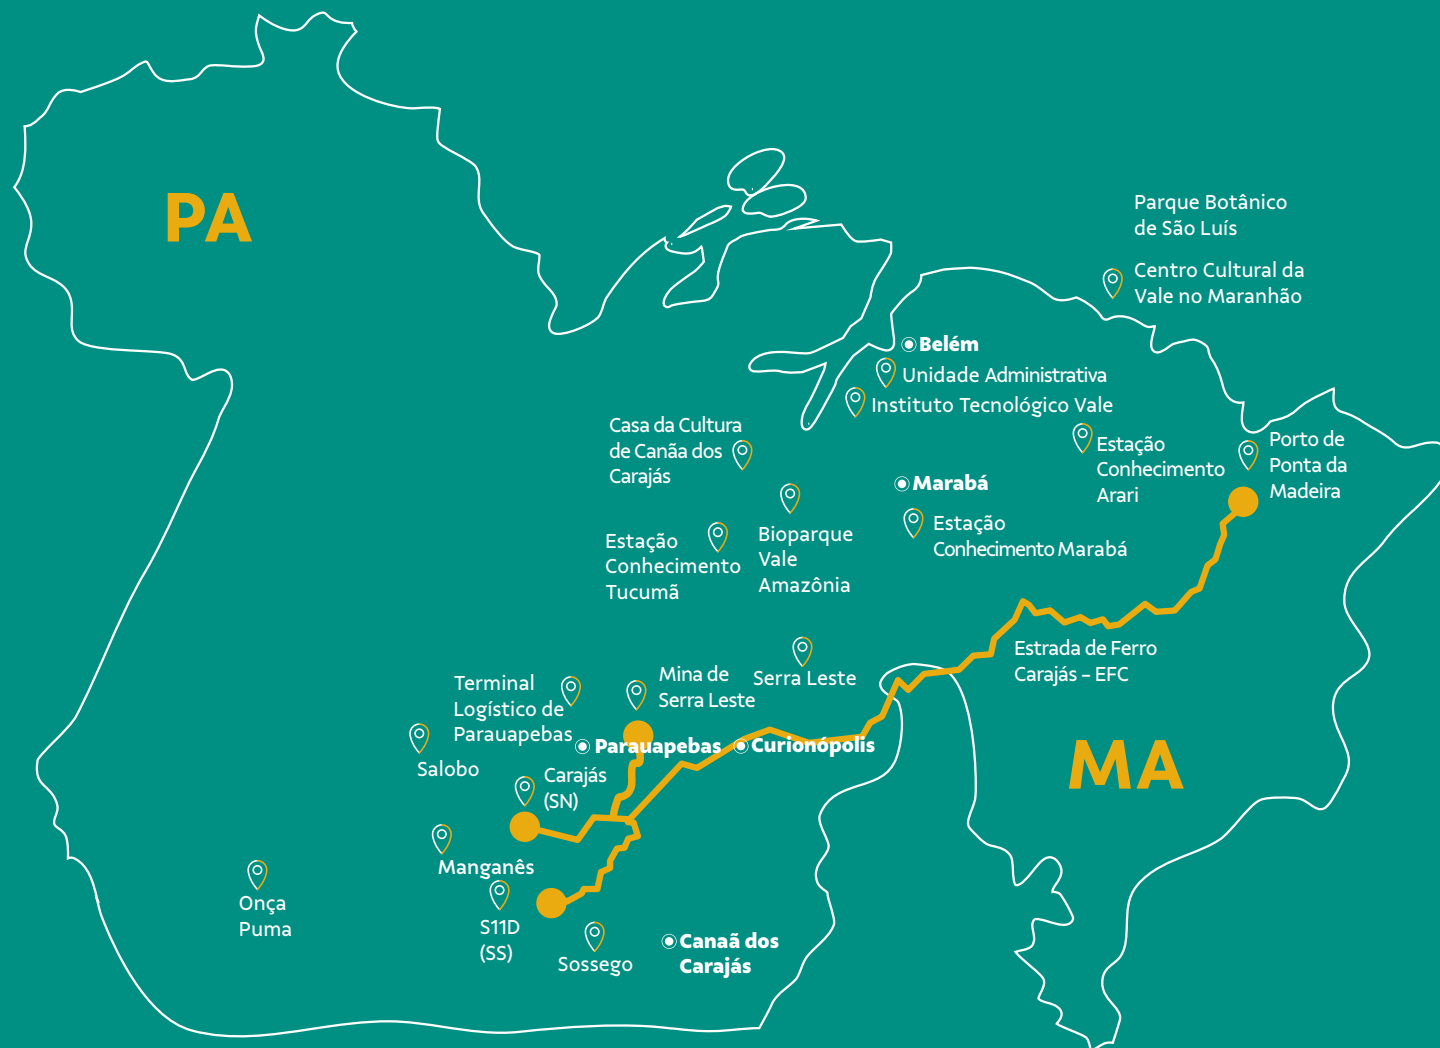 PA
Parque Botânico
de São Luís
Centro Cultural da
Vale no Maranhão
Belém
Unidade Administrativa
Instituto Tecnológico Vale
Casa da Cultura
de Canãa dos
Carajás
Estação
Conhecimento
Arari
Porto de
Ponta da
Madeira
Marabá
Estação
Conhecimento Marabá
Bioparque
Vale
Amazônia
Estação
Conhecimento
Tucumã
Estrada de Ferro
Carajás – EFC
Serra Leste
Mina de
Serra Leste
Terminal
Logístico de
Parauapebas
Parauapebas
Curionópolis
MA
Salobo
Carajás
(SN)
Manganês
Onça
Puma
S11D
(SS)
Sossego
Canaã dos
Carajás